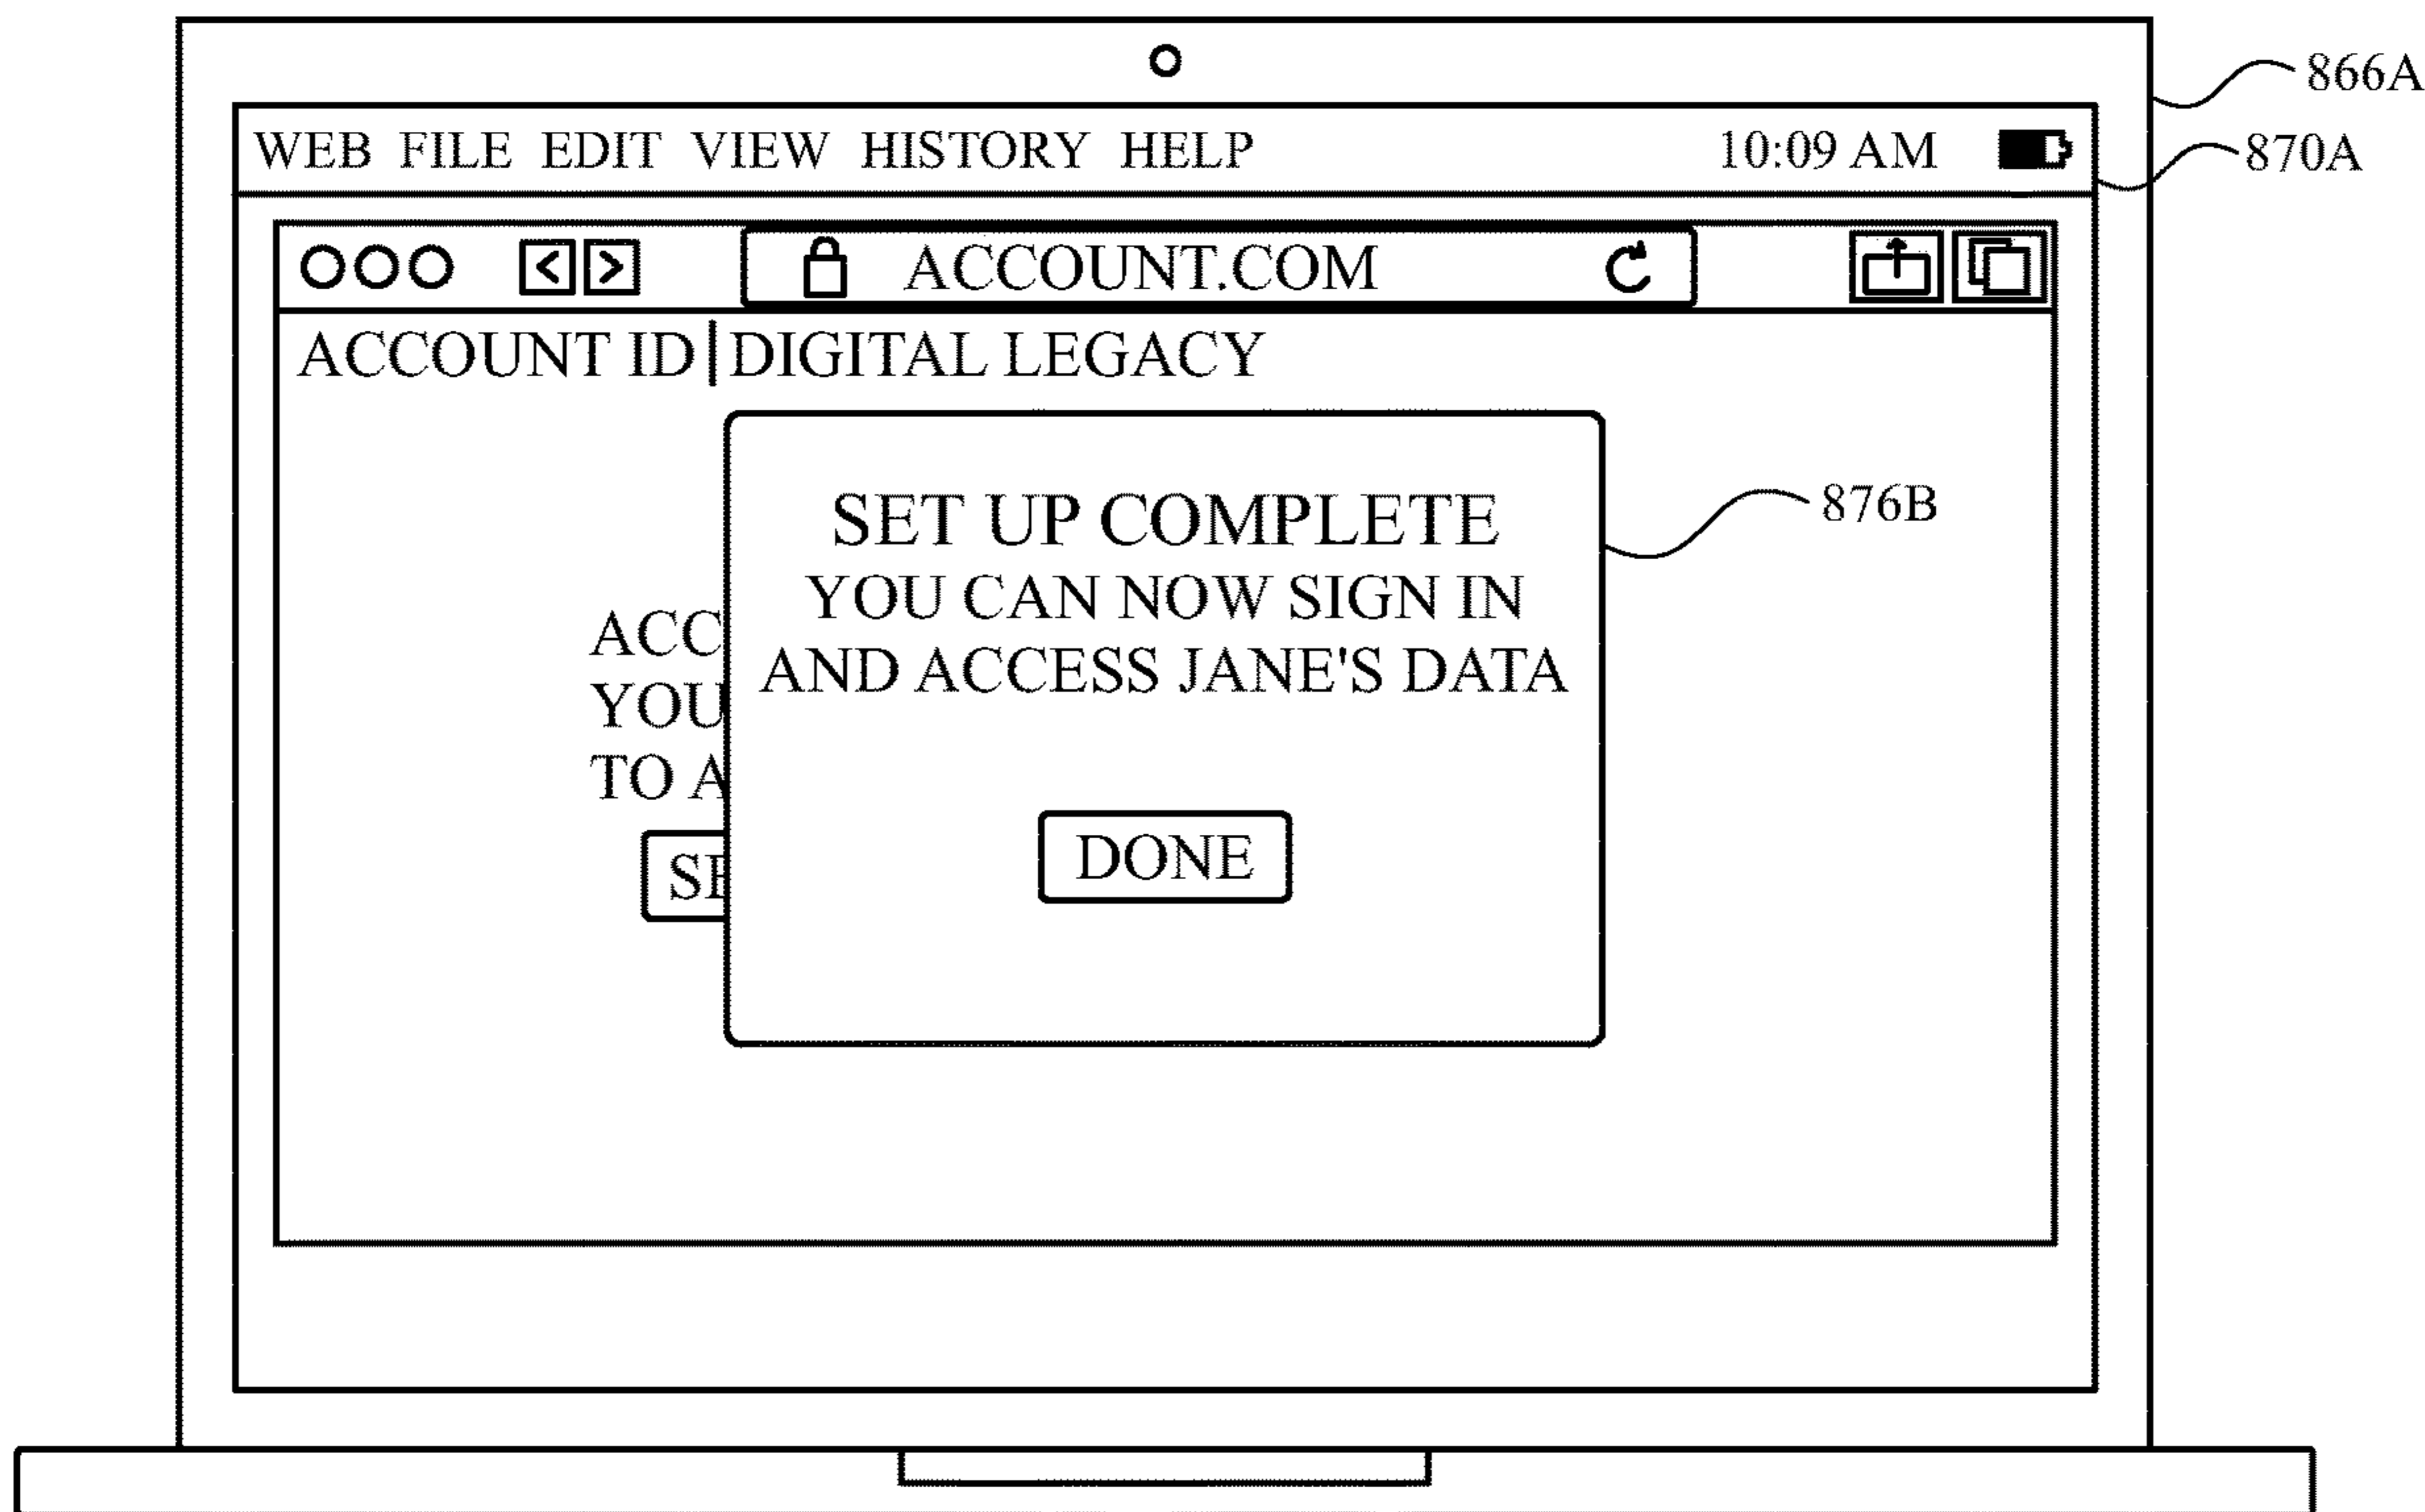 866A
WEB FILE EDIT VIEW HISTORY HELP 10:09 AM
870A
ACCOUNT.COM
ACCOUNT ID | DIGITAL LEGACY
SET UP COMPLETE
876B
YOU CAN NOW SIGN IN
AND ACCESS JANE'S DATA
ACC
YOU
TO A
SE
DONE